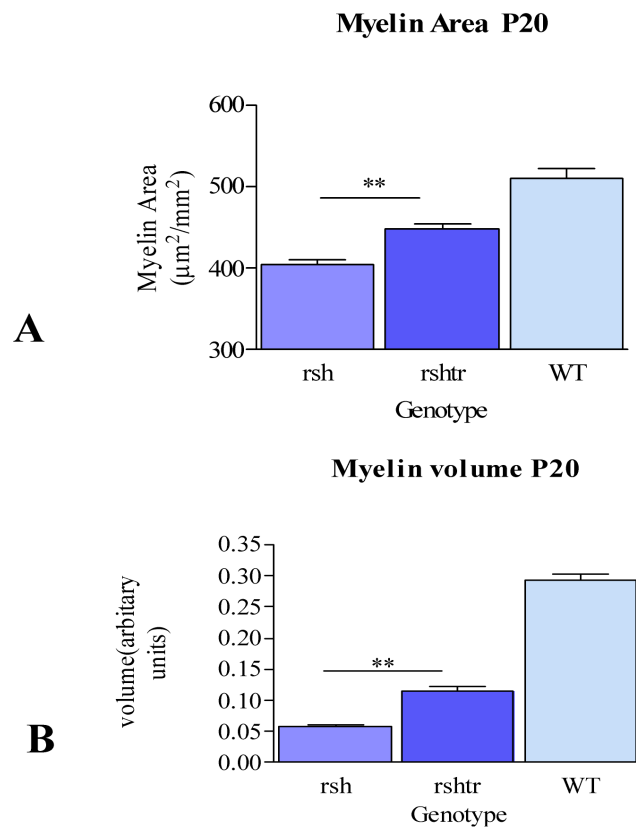 Myelin Area P20
600
500
400
300
Myelin Area
(μm²/mm²)
**
A
rsh rshtr WT
Genotype
Myelin volume P20
0.35
0.30
0.25
0.20
0.15
0.10
0.05
0.00
volume(arbitary
units)
**
B
rsh rshtr WT
Genotype